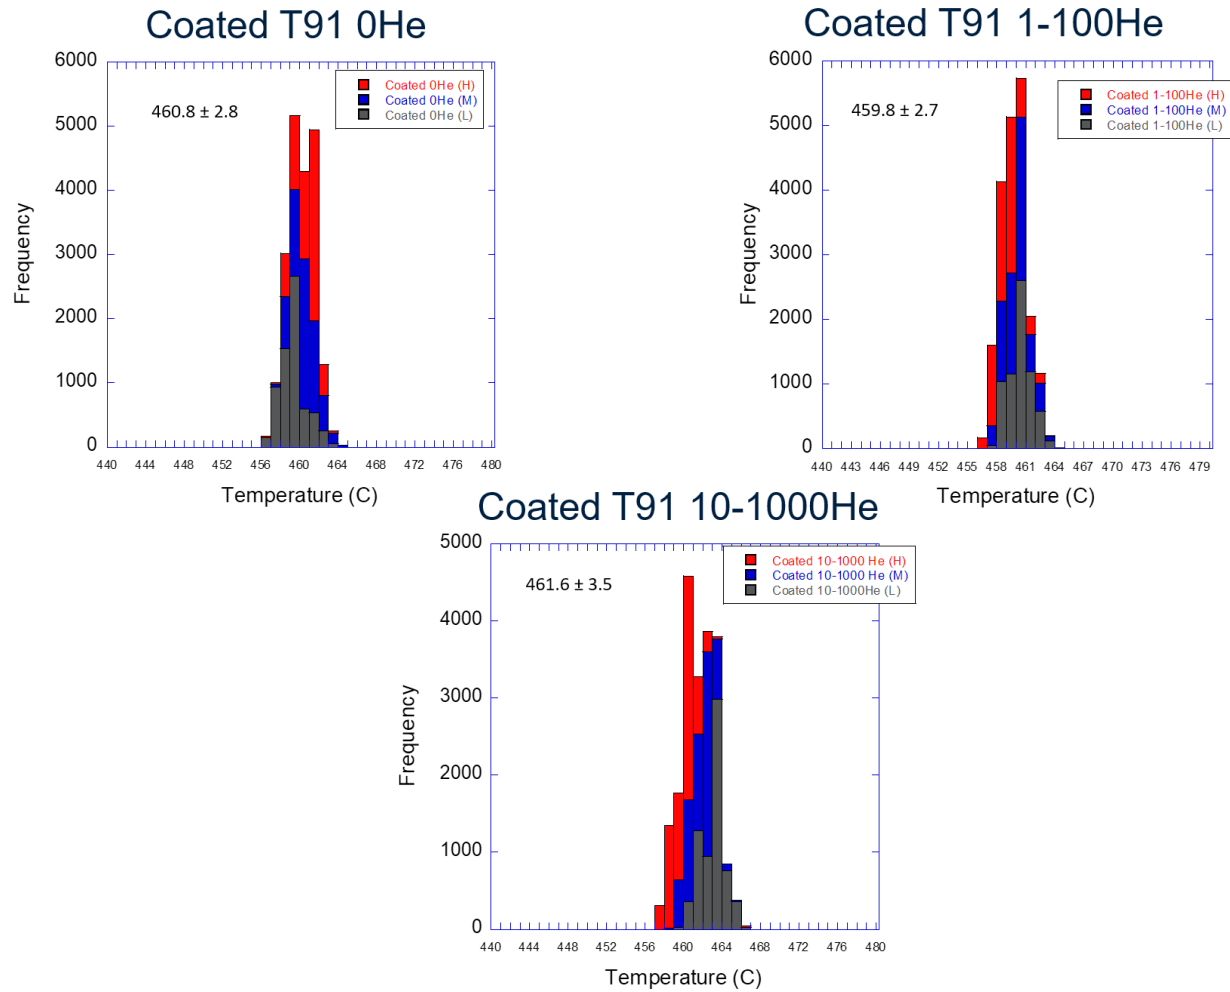 Coated T91 0He
6000
5000
4000
3000
2000
1000
0
Frequency
460.8 ± 2.8
Coated 0He (H)
Coated 0He (M)
Coated 0He (L)
440 444 448 452 456 460 464 468 472 476 480
Temperature (C)
Coated T91 1-100He
6000
5000
4000
3000
2000
1000
0
Frequency
459.8 ± 2.7
Coated 1-100He (H)
Coated 1-100He (M)
Coated 1-100He (L)
440 443 446 449 452 455 458 461 464 467 470 473 476 479
Temperature (C)
Coated T91 10-1000He
5000
4000
3000
2000
1000
0
Frequency
461.6 ± 3.5
Coated 10-1000 He (H)
Coated 10-1000 He (M)
Coated 10-1000He (L)
440 444 448 452 456 460 464 468 472 476 480
Temperature (C)